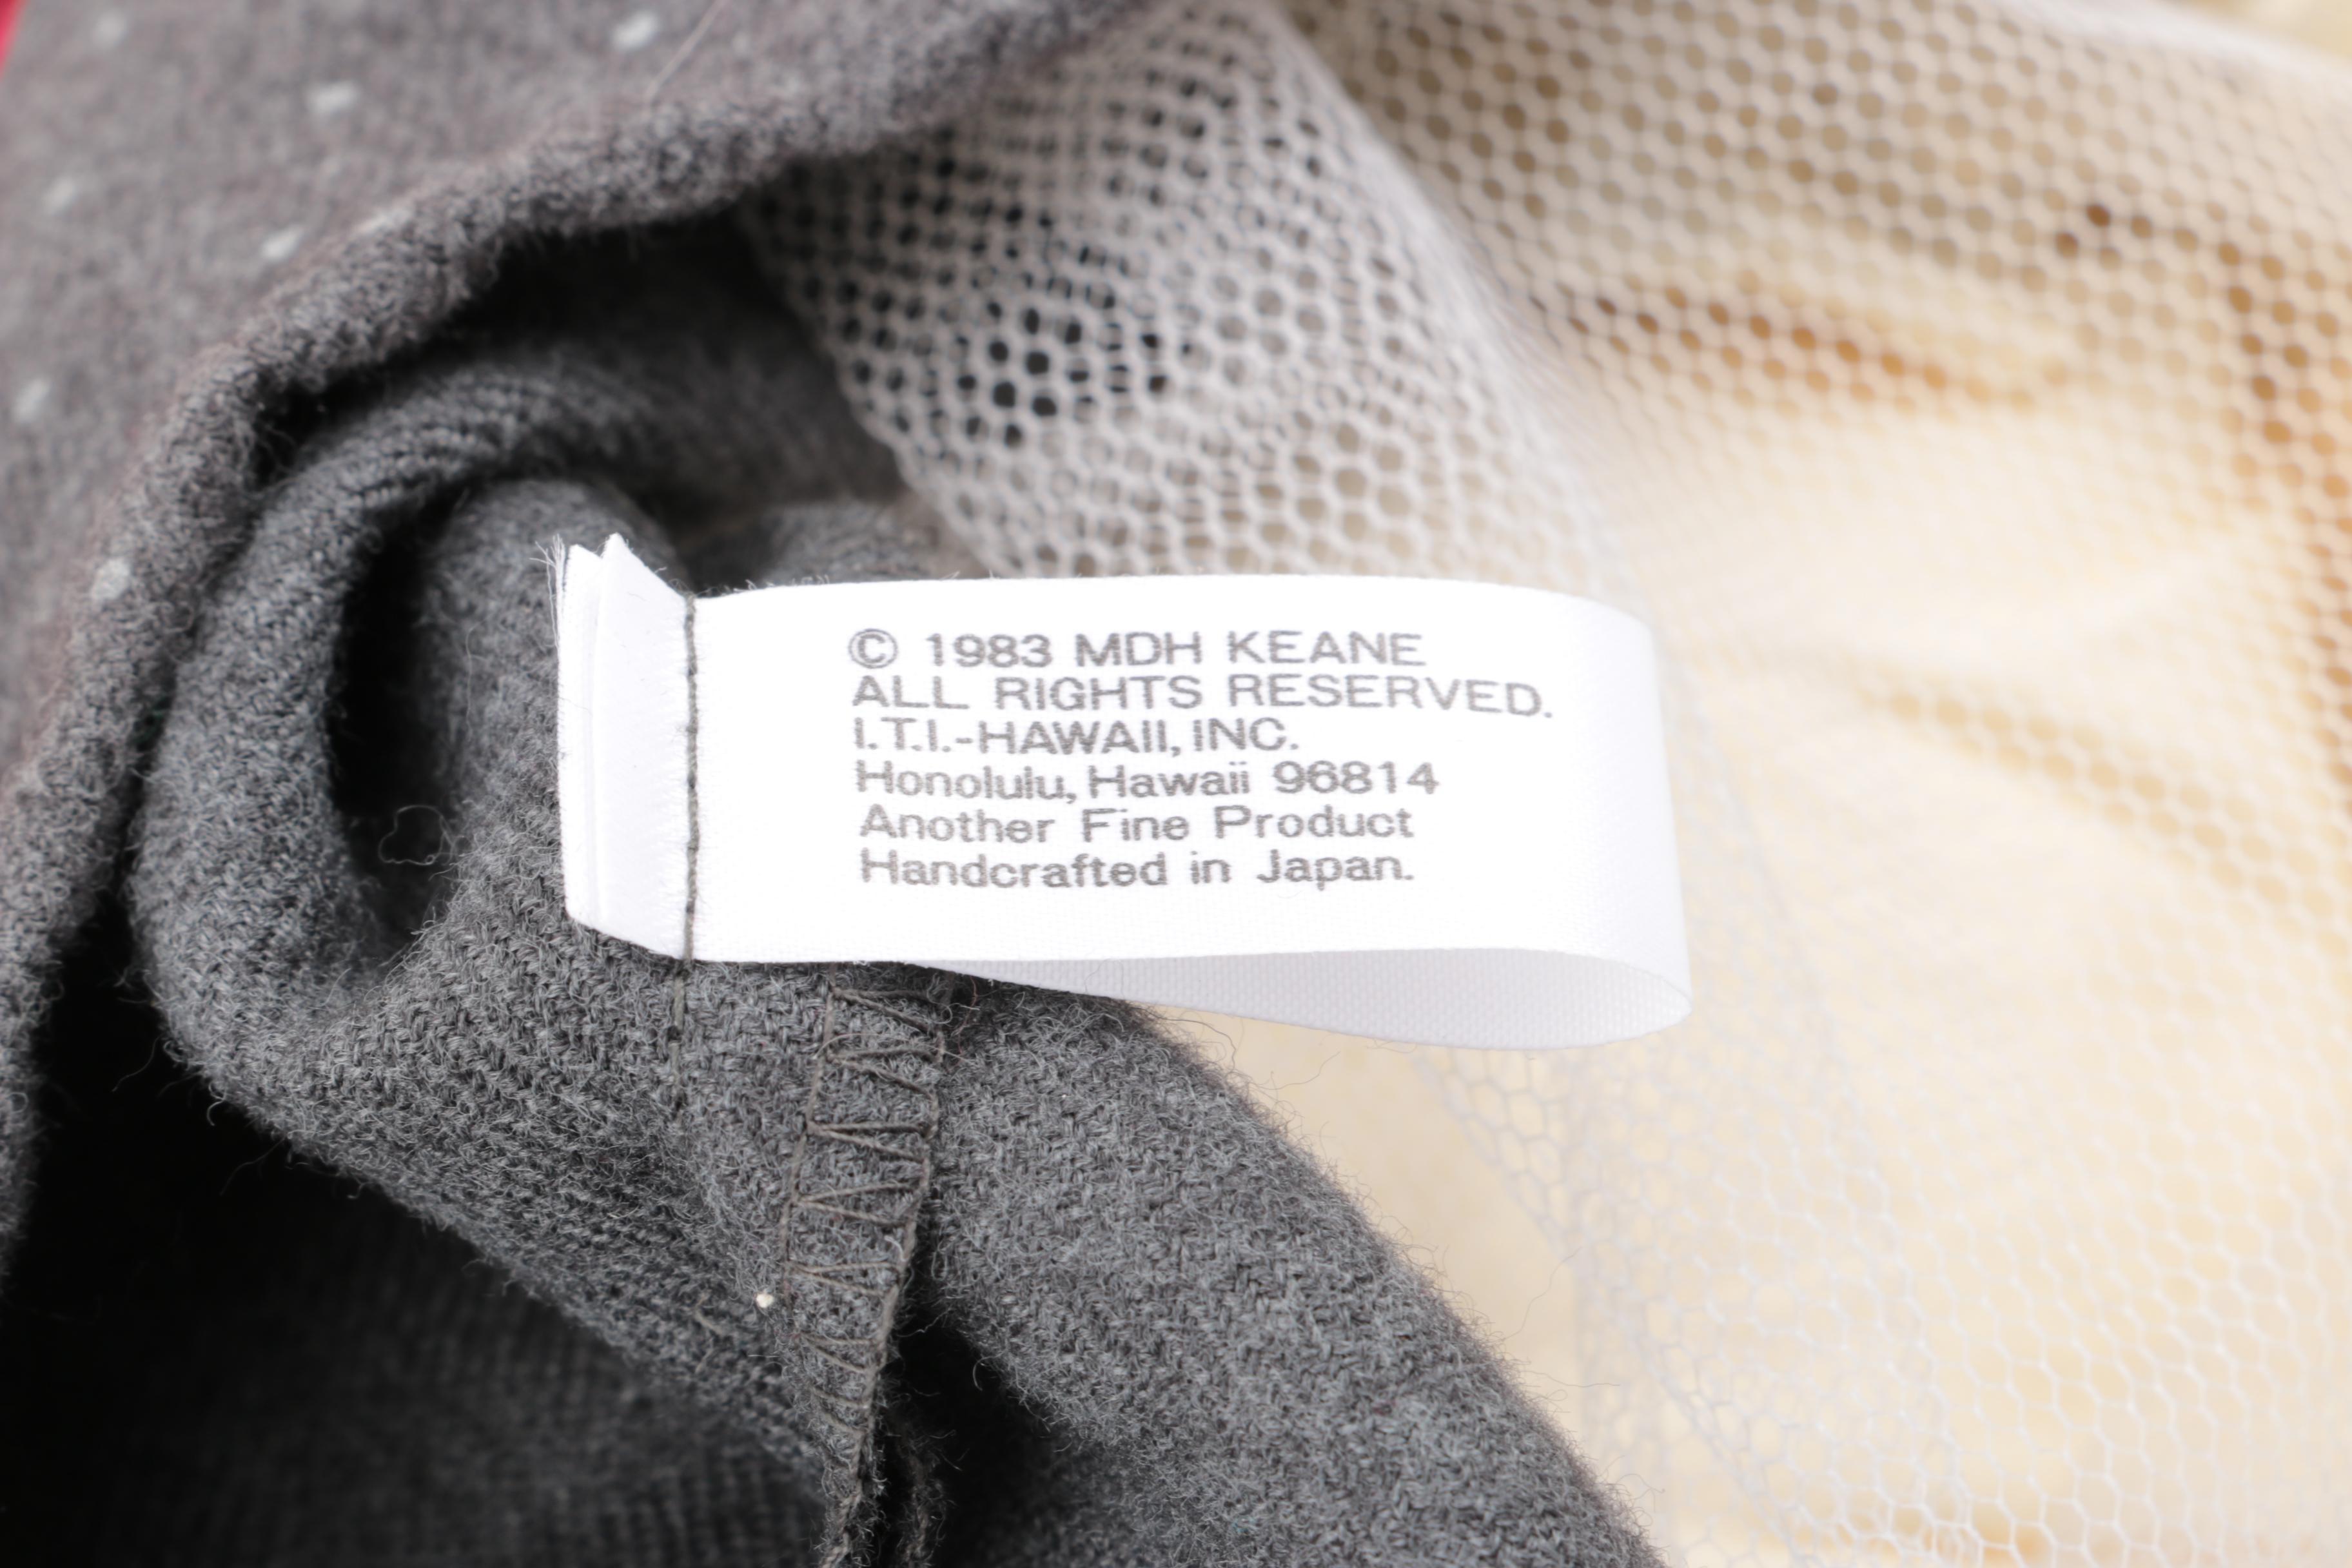 © 1983 MDH KEANE
ALL RIGHTS RESERVED.
I.T.I.-HAWAII, INC.
Honolulu, Hawaii 96814
Another Fine Product
Handcrafted in Japan.